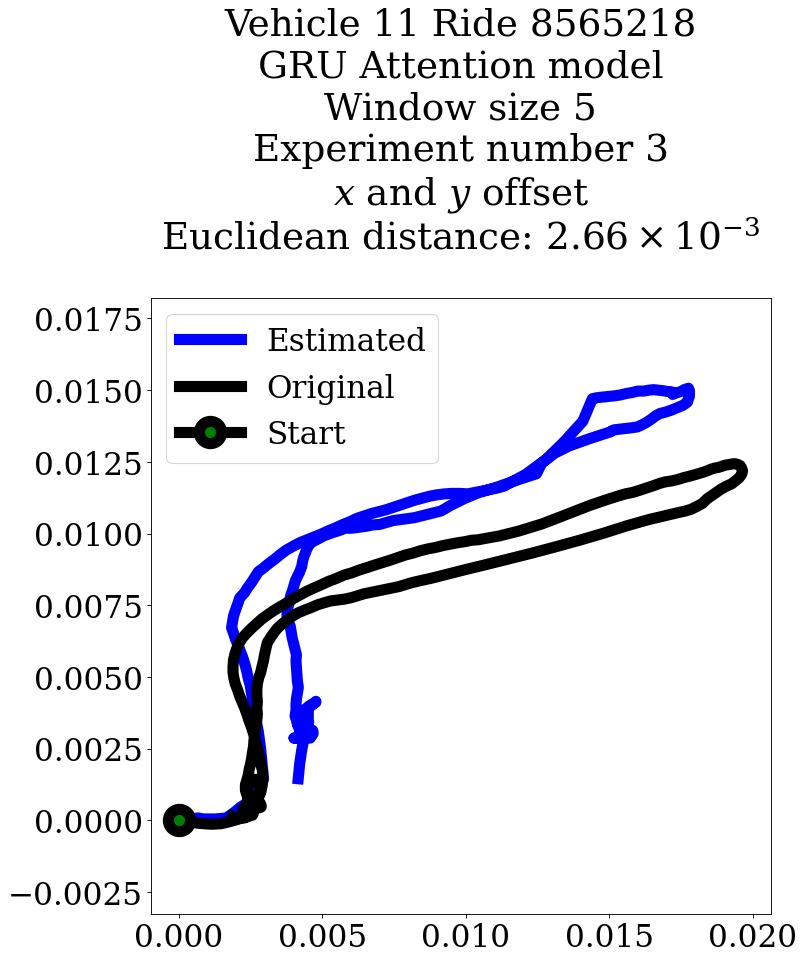 Vehicle 11 Ride 8565218
GRU Attention model
Window size 5
Experiment number 3
x and y offset
Euclidean distance: 2.66 × 10⁻³
0.0175
0.0150
0.0125
0.0100
0.0075
0.0050
0.0025
0.0000
−0.0025
Estimated
Original
Start
0.000 0.005 0.010 0.015 0.020